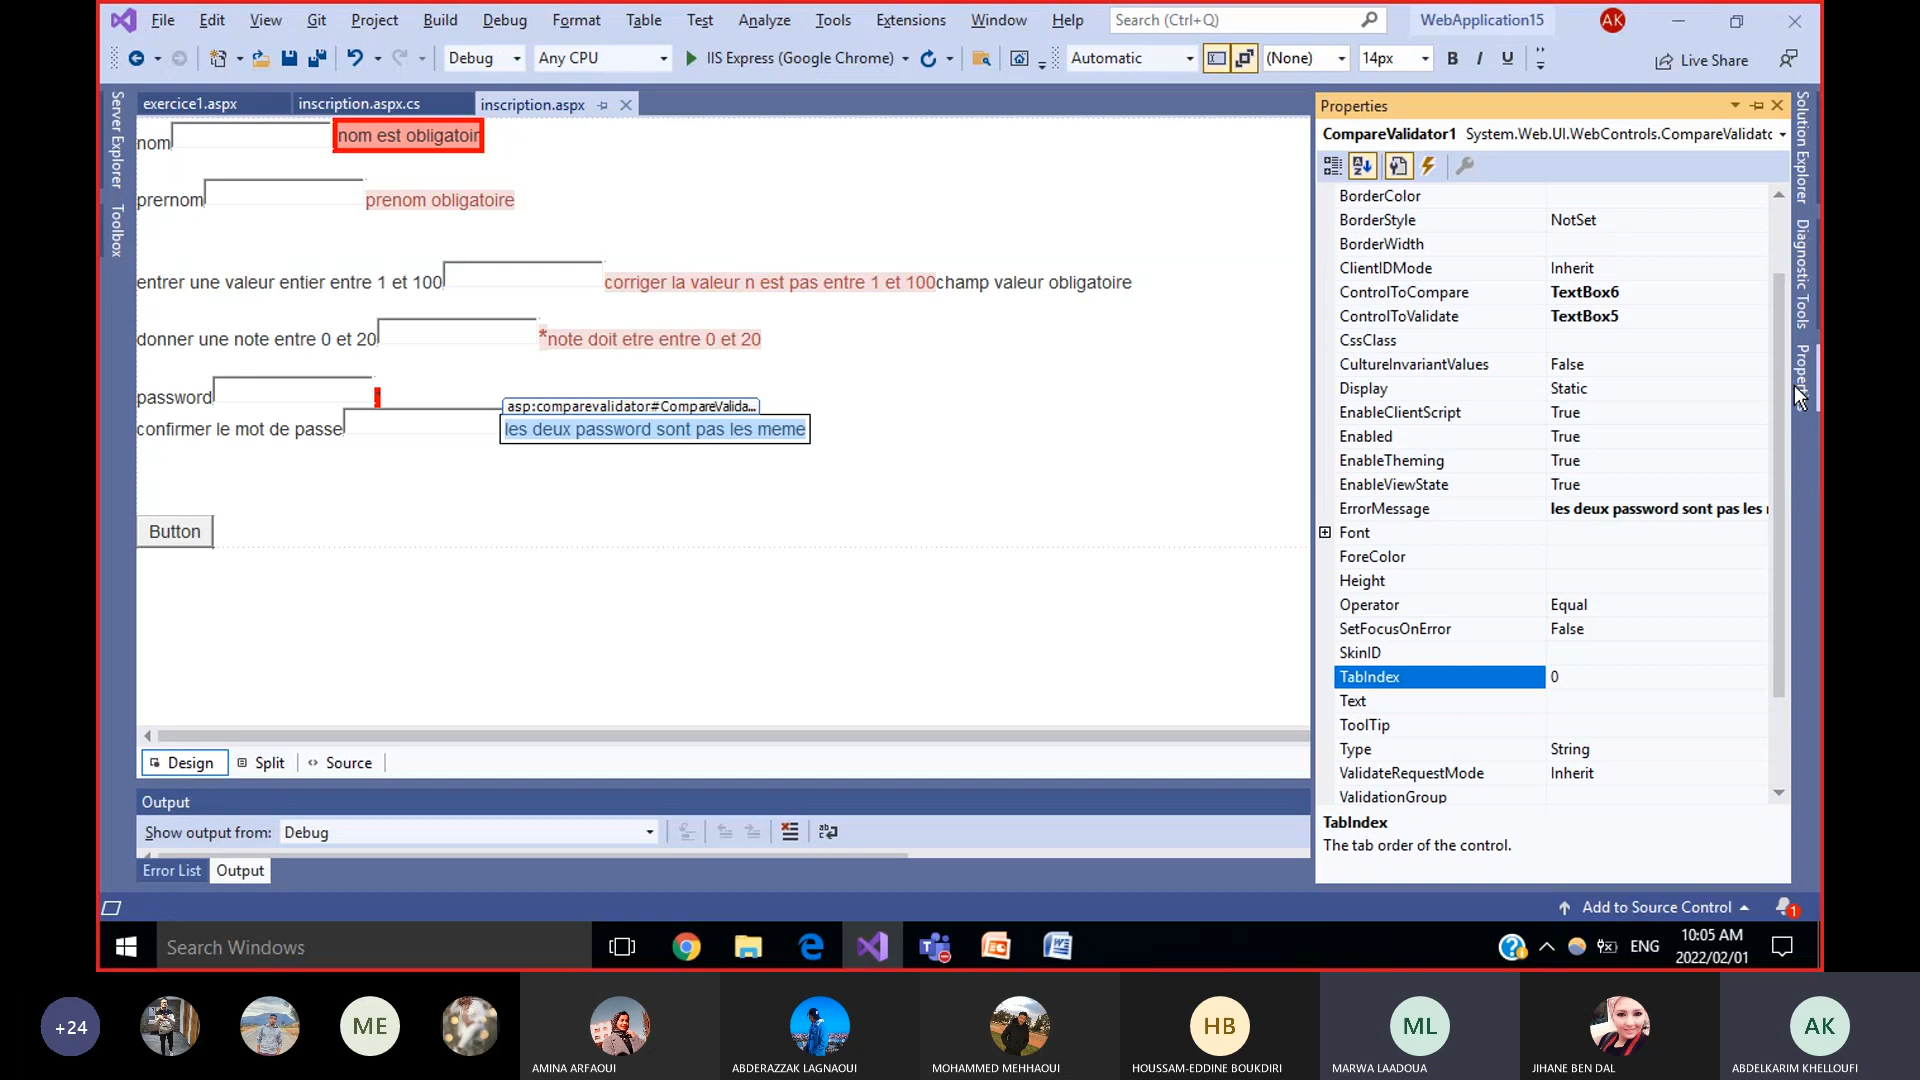 File Edit View Git Project Build Debug Format Table Test Analyze Tools Extensions Window Help Search (Ctrl+Q) WebApplication15 AK
Debug Any CPU IIS Express (Google Chrome) Automatic (None) 14px B I U Live Share
Server Explorer
Toolbox
exercice1.aspx inscription.aspx.cs inscription.aspx
nom nom est obligatoir
prernom prenom obligatoire
entrer une valeur entier entre 1 et 100 corriger la valeur n est pas entre 1 et 100champ valeur obligatoire
donner une note entre 0 et 20 *note doit etre entre 0 et 20
password
asp:comparevalidator#CompareValida...
confirmer le mot de passe les deux password sont pas les meme
Button
Design Split Source
Output
Show output from: Debug
Error List Output
Properties
CompareValidator1 System.Web.UI.WebControls.CompareValidatc
BorderColor
BorderStyle NotSet
BorderWidth
ClientIDMode Inherit
ControlToCompare TextBox6
ControlToValidate TextBox5
CssClass
CultureInvariantValues False
Display Static
EnableClientScript True
Enabled True
EnableTheming True
EnableViewState True
ErrorMessage les deux password sont pas les
Font
ForeColor
Height
Operator Equal
SetFocusOnError False
SkinID
TabIndex 0
Text
ToolTip
Type String
ValidateRequestMode Inherit
ValidationGroup
TabIndex
The tab order of the control.
Solution Explorer
Diagnostic Tools
Add to Source Control 1
Search Windows ENG 10:05 AM
2022/02/01
+24 ME HB ML AK
AMINA ARFAOUI ABDERAZZAK LAGNAOUI MOHAMMED MEHHAOUI HOUSSAM-EDDINE BOUKDIRI MARWA LAADOUA JIHANE BEN DAL ABDELKARIM KHELLOUFI